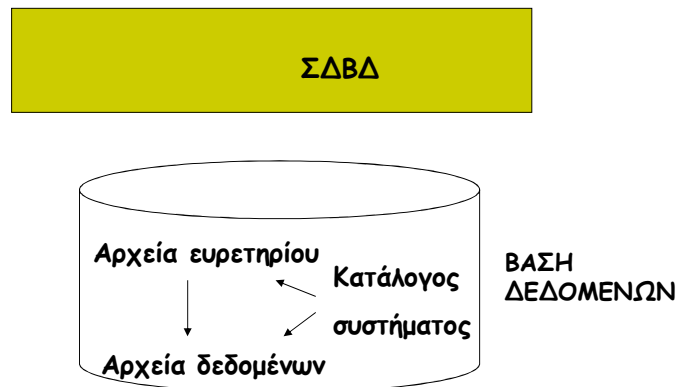 ΣΔΒΔ
Αρχεία ευρετηρίου
Κατάλογος
συστήματος
Αρχεία δεδομένων
ΒΑΣΗ
ΔΕΔΟΜΕΝΩΝ